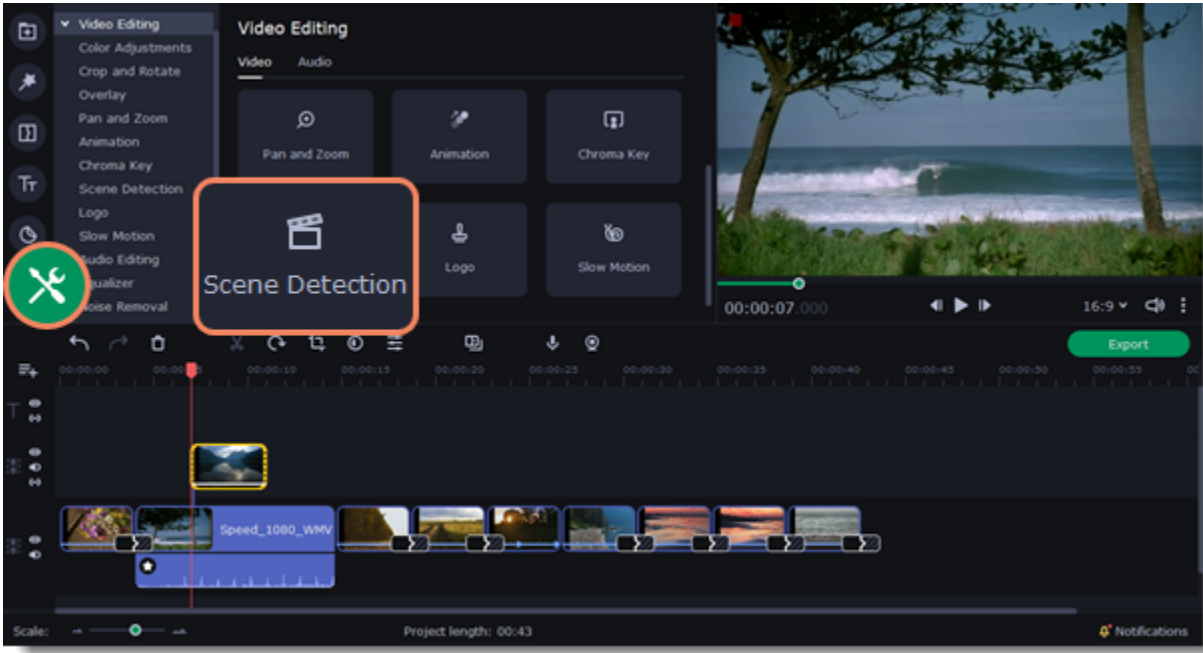 Video Editing
Color Adjustments
Crop and Rotate
Overlay
Pan and Zoom
Animation
Chroma Key
Scene Detection
Logo
Slow Motion
udio Editing
qualizer
oise Removal
Video Editing
Video Audio
Pan and Zoom
Animation
Chroma Key
Scene Detection
Logo
Slow Motion
00:00:07.000
16:9
Export
00:00:00 00:00:05 00:00:10 00:00:15 00:00:20 00:00:25 00:00:30 00:00:35 00:00:40 00:00:45 00:00:50 00:00:55
Speed_1080_WMV
Scale:
Project length: 00:43
Notifications